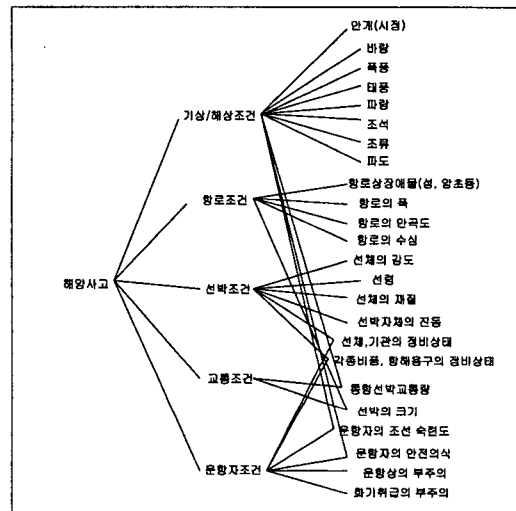 안개(시정)
바람
폭풍
태풍
기상/해상조건
파랑
조석
조류
파도
항로상장애물(섬, 암초등)
항로조건
항로의 폭
항로의 만곡도
항로의 수심
선체의 강도
해양사고
선박조건
선령
선체의 재질
선박자체의 진동
선체,기관의 정비상태
각종비품, 항해용구의 정비상태
교통조건
통항선박교통량
선박의 크기
운항자의 조선 숙련도
운항자의 안전의식
운항자조건
운항상의 부주의
화기취급의 부주의